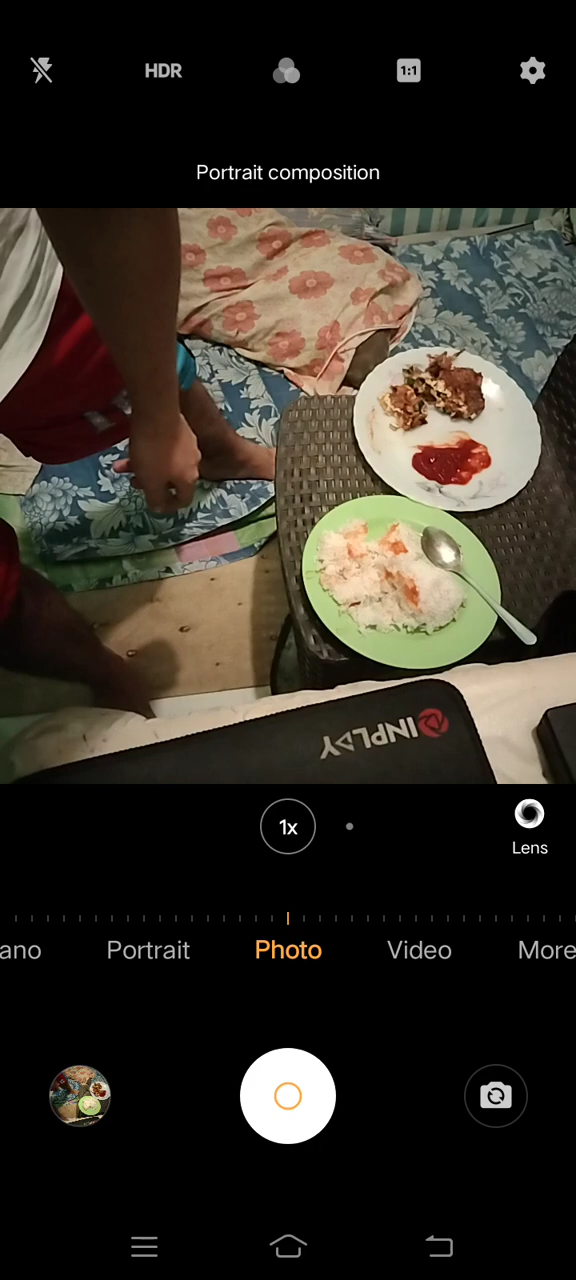 HDR
1:1
Portrait composition
INPLAY
1x
Lens
ano
Portrait
Photo
Video
More